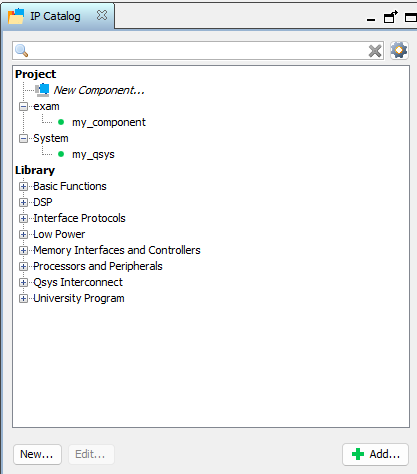 IP Catalog
Project
New Component...
exam
my_component
System
my_qsys
Library
Basic Functions
DSP
Interface Protocols
Low Power
Memory Interfaces and Controllers
Processors and Peripherals
Qsys Interconnect
University Program
New... Edit... Add...